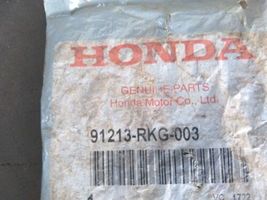 HONDA
GENUINE PARTS
Honda Motor Co., Ltd.
91213-RKG-003